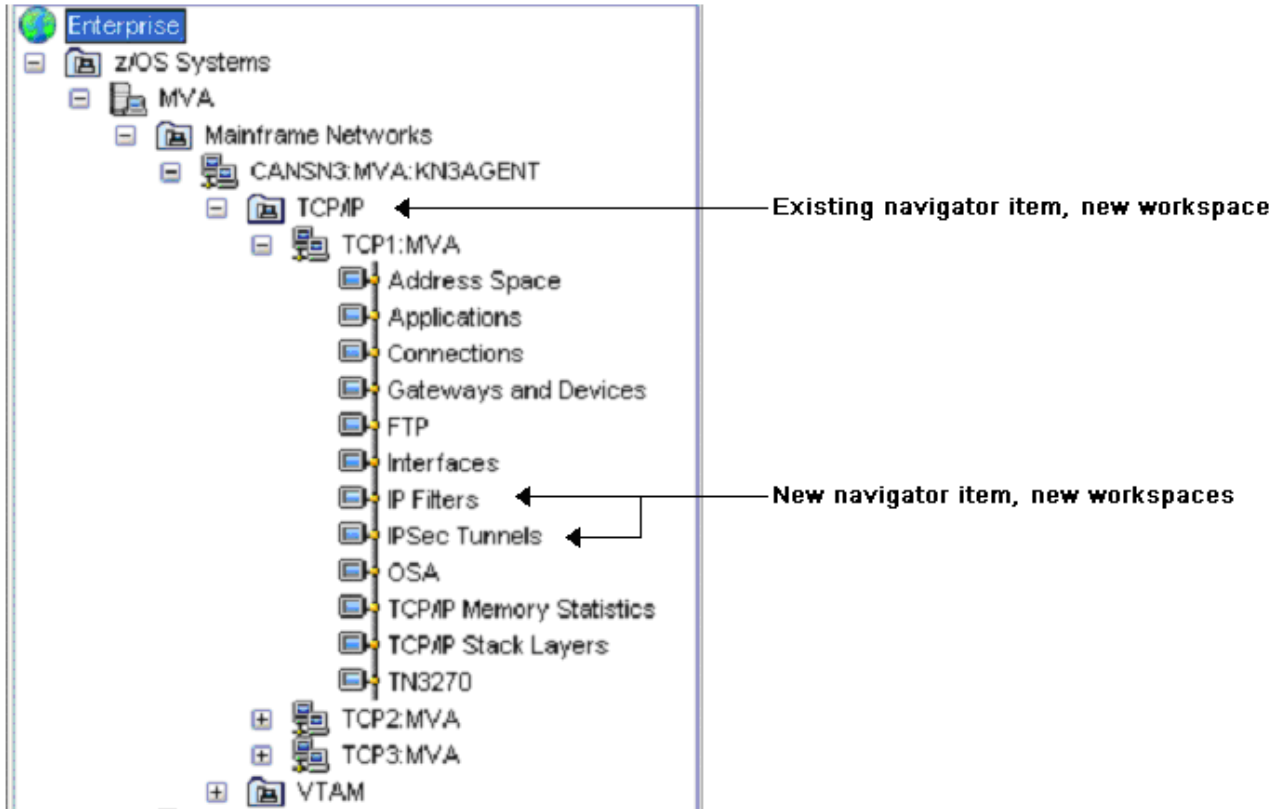 Enterprise
z/OS Systems
MVA
Mainframe Networks
CANSN3:MVA:KN3AGENT
TCP/IP
Existing navigator item, new workspace
TCP1:MVA
Address Space
Applications
Connections
Gateways and Devices
FTP
Interfaces
IP Filters
New navigator item, new workspaces
IPSec Tunnels
OSA
TCP/IP Memory Statistics
TCP/IP Stack Layers
TN3270
TCP2:MVA
TCP3:MVA
VTAM